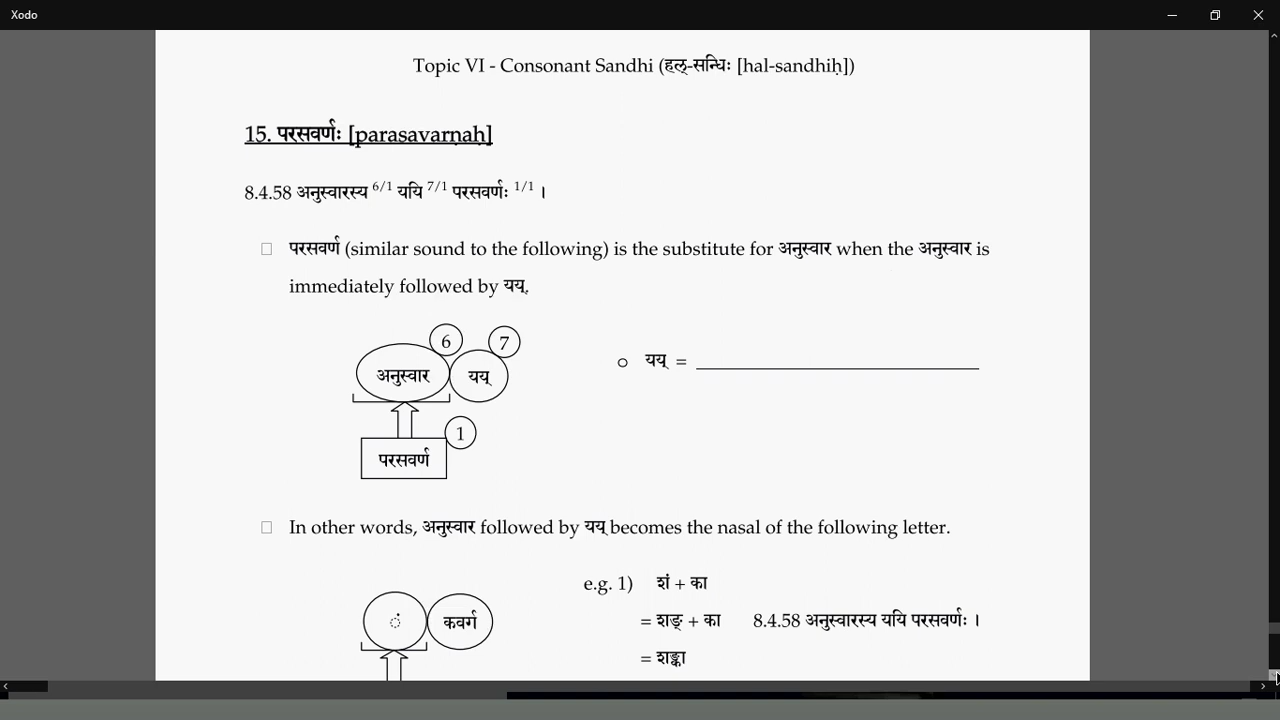 Xodo
Topic VI - Consonant Sandhi (हल्-सन्धिः [hal-sandhiḥ])
15. परसवर्णः [parasavarṇaḥ]
8.4.58 अनुस्वारस्य 6/1 ययि 7/1 परसवर्णः 1/1 ।
परसवर्ण (similar sound to the following) is the substitute for अनुस्वार when the अनुस्वार is
immediately followed by यय्.
6 7
अनुस्वार यय्
यय् =
1
परसवर्ण
In other words, अनुस्वार followed by यय् becomes the nasal of the following letter.
e.g. 1) शं + का
ं कवर्ग
= शङ् + का 8.4.58 अनुस्वारस्य ययि परसवर्णः ।
= शङ्का